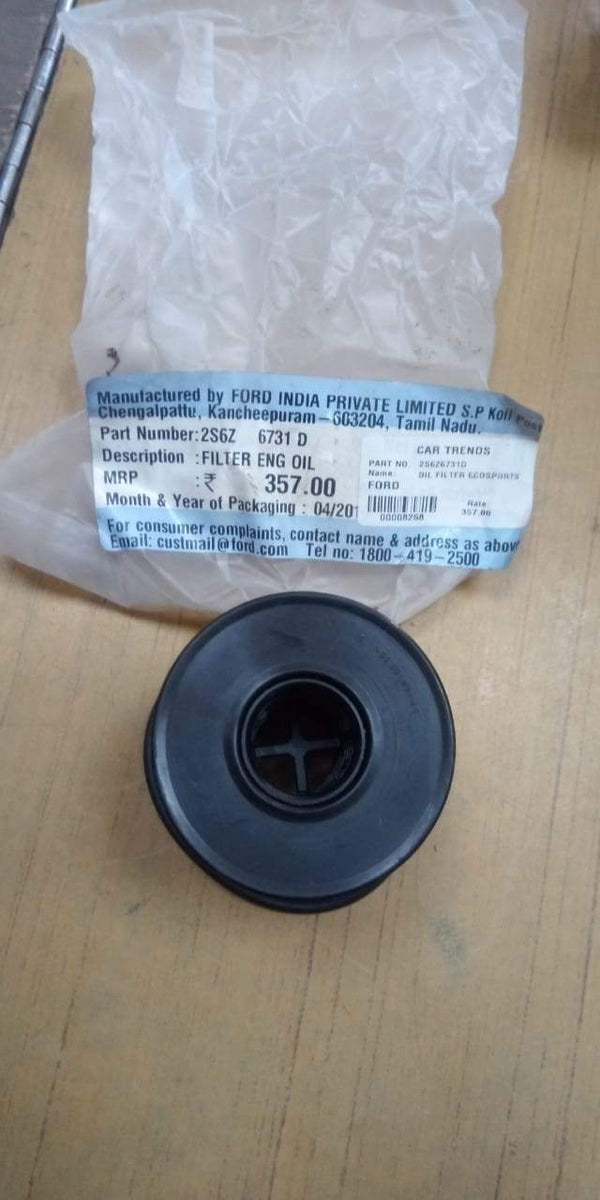 Manufactured by FORD INDIA PRIVATE LIMITED S.P Koil Post
Chengalpattu, Kancheepuram-603204, Tamil Nadu.
Part Number:2S6Z 6731 D
Description :FILTER ENG OIL
MRP :₹ 357.00
Month & Year of Packaging : 04/201
For consumer complaints, contact name & address as above
Email: custmail@ford.com Tel no: 1800-419-2500
CAR TRENDS
PART NO 2S6Z6731D
Name: OIL FILTER ECOSPORTS
FORD
Rate
00008268 357.00